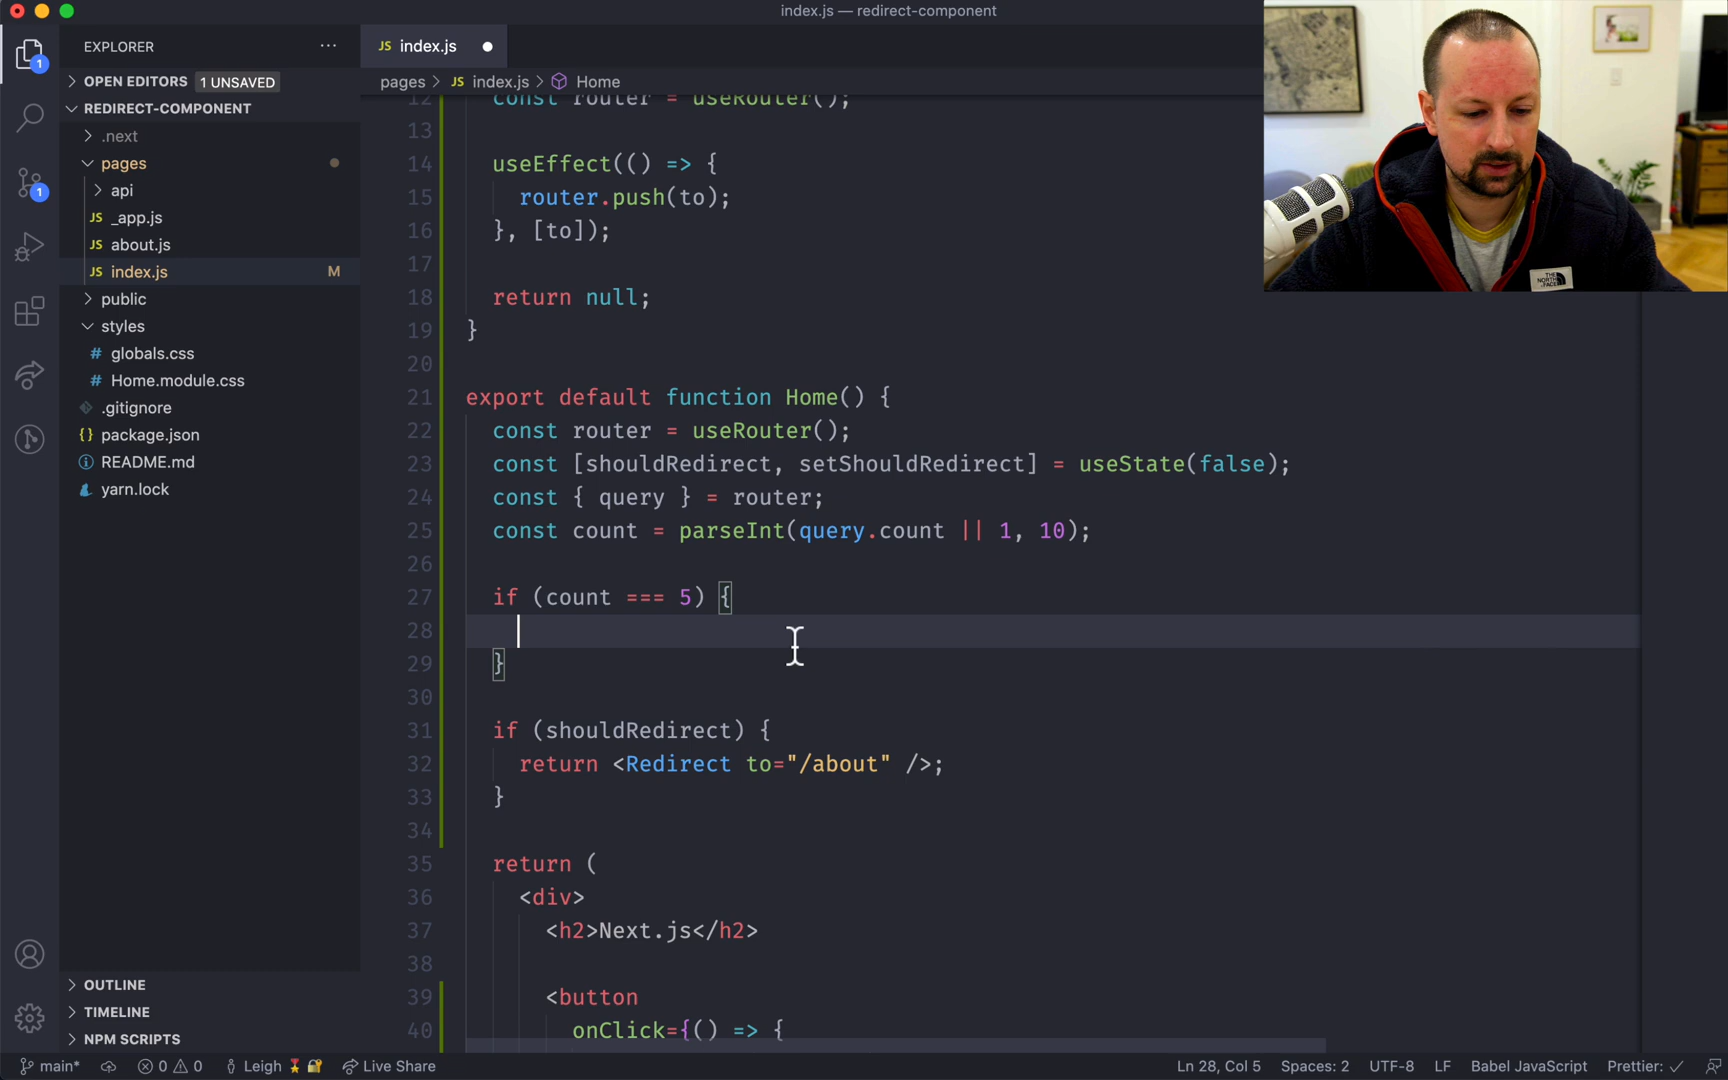 index.js — redirect-component
EXPLORER
OPEN EDITORS 1 UNSAVED
REDIRECT-COMPONENT
.next
pages
api
JS _app.js
JS about.js
JS index.js M
public
styles
# globals.css
# Home.module.css
.gitignore
{} package.json
README.md
yarn.lock
OUTLINE
TIMELINE
NPM SCRIPTS
1
1
JS index.js
pages > JS index.js > Home
12 const router = useRouter();
13
14 useEffect(() => {
15 router.push(to);
16 }, [to]);
17
18 return null;
19 }
20
21 export default function Home() {
22 const router = useRouter();
23 const [shouldRedirect, setShouldRedirect] = useState(false);
24 const { query } = router;
25 const count = parseInt(query.count || 1, 10);
26
27 if (count === 5) {
28
29 }
30
31 if (shouldRedirect) {
32 return <Redirect to="/about" />;
33 }
34
35 return (
36 <div>
37 <h2>Next.js</h2>
38
39 <button
40 onClick={() => {
THE NORTH FACE
main* 0 0 Leigh Live Share Ln 28, Col 5 Spaces: 2 UTF-8 LF Babel JavaScript Prettier: ✓